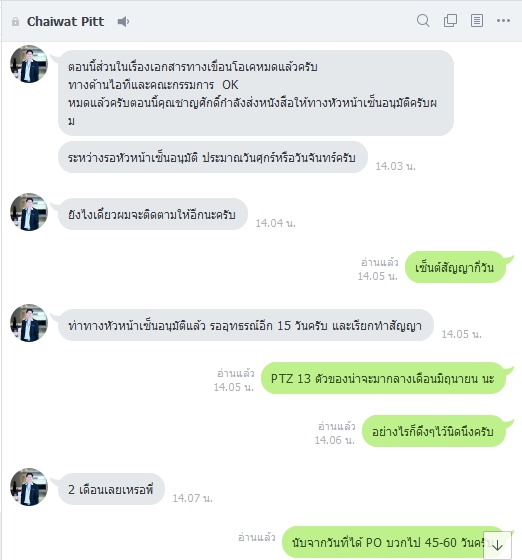 Chaiwat Pitt
ตอนนี้ส่วนในเรื่องเอกสารทางเขื่อนโอเคหมดแล้วครับ
ทางด้านไอทีและคณะกรรมการ OK
หมดแล้วครับตอนนี้คุณชาญศักดิ์กำลังส่งหนังสือให้ทางหัวหน้าเซ็นอนุมัติครับผ
ม
ระหว่างรอหัวหน้าเซ็นอนุมัติ ประมาณวันศุกร์หรือวันจันทร์ครับ
14.03 น.
ยังไงเดี๋ยวผมจะติดตามให้อีกนะครับ
14.04 น.
อ่านแล้ว
14.05 น.
เซ็นต์สัญญากี่วัน
ท่าทางหัวหน้าเซ็นอนุมัติแล้ว รออุทธรณ์อีก 15 วันครับ และเรียกทำสัญญา
14.05 น.
อ่านแล้ว
14.05 น.
PTZ 13 ตัวของน่าจะมากลางเดือนมิถุนายน นะ
อ่านแล้ว
14.06 น.
อย่างไรก็ดึงๆไว้นิดนึงครับ
2 เดือนเลยเหรอพี่
14.07 น.
อ่านแล้ว
นับจากวันที่ได้ PO บวกไป 45-60 วันครับ